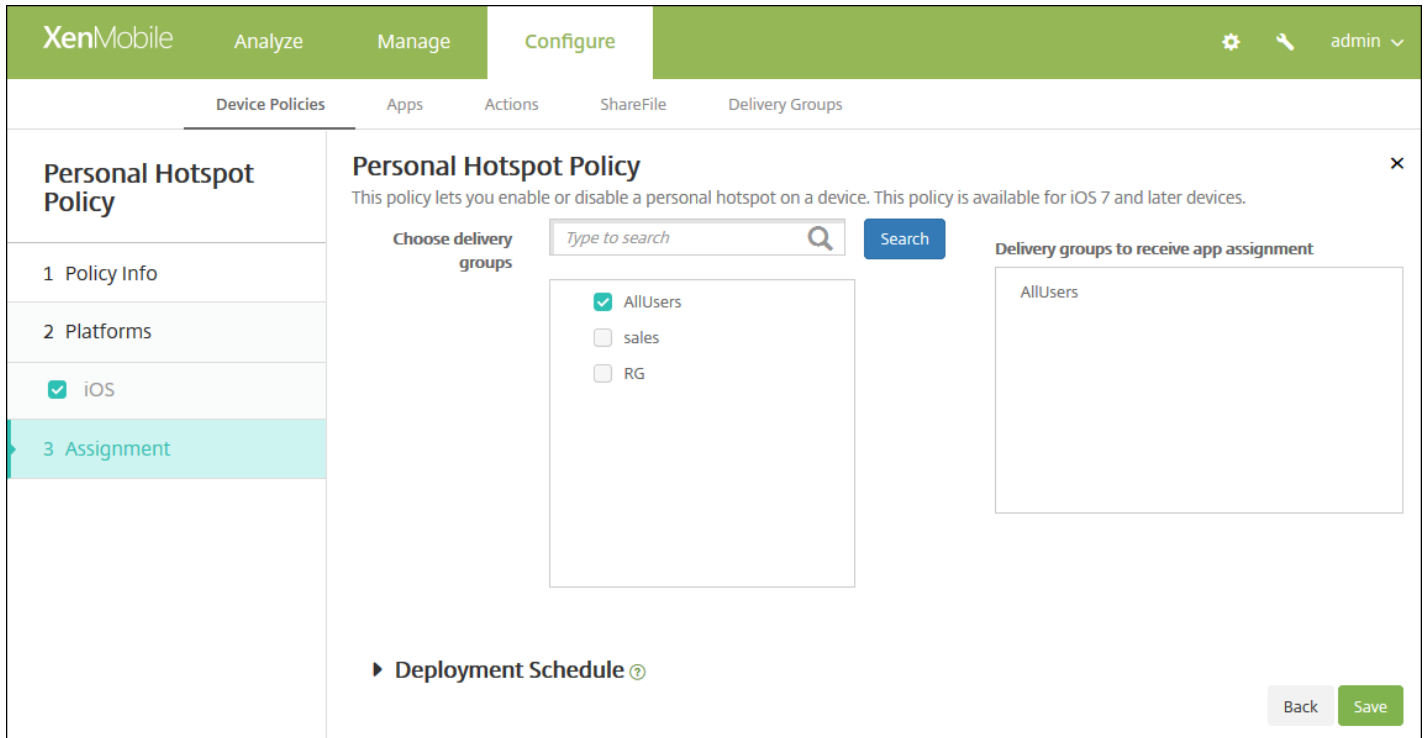 XenMobile Analyze Manage Configure admin
Device Policies Apps Actions ShareFile Delivery Groups
Personal Hotspot
Policy
1 Policy Info
2 Platforms
iOS
3 Assignment
Personal Hotspot Policy
This policy lets you enable or disable a personal hotspot on a device. This policy is available for iOS 7 and later devices.
Choose delivery
groups
Type to search
Search
AllUsers
sales
RG
Delivery groups to receive app assignment
AllUsers
Deployment Schedule ?
Back Save